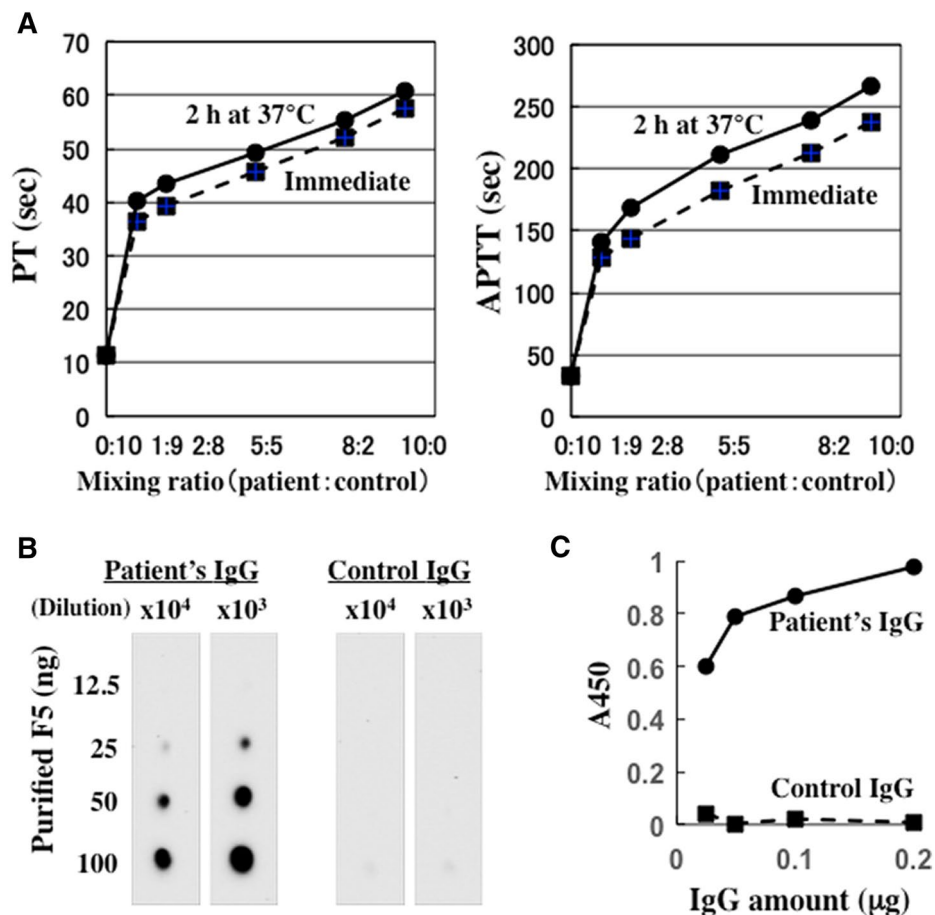 A
70
60
50
40
30
20
10
0
PT (sec)
2 h at 37°C
Immediate
0:10 1:9 2:8 5:5 8:2 10:0
Mixing ratio (patient : control)
300
250
200
150
100
50
0
APTT (sec)
2 h at 37°C
Immediate
0:10 1:9 2:8 5:5 8:2 10:0
Mixing ratio (patient : control)
B
Patient's IgG Control IgG
(Dilution) x10⁴ x10³ x10⁴ x10³
Purified F5 (ng)
12.5
25
50
100
C
1
0.8
0.6
0.4
0.2
0
A450
Patient's IgG
Control IgG
0 0.1 0.2
IgG amount (μg)